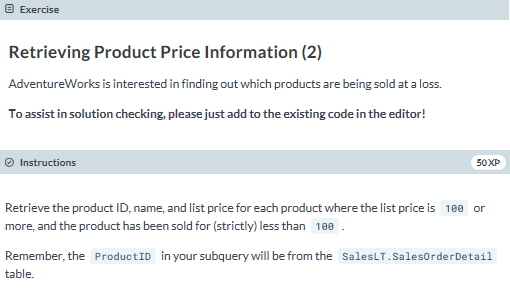 Exercise
Retrieving Product Price Information (2)
AdventureWorks is interested in finding out which products are being sold at a loss.
To assist in solution checking, please just add to the existing code in the editor!
Instructions
50 XP
Retrieve the product ID, name, and list price for each product where the list price is 100 or
more, and the product has been sold for (strictly) less than 100 .
Remember, the ProductID in your subquery will be from the SalesLT.SalesOrderDetail
table.